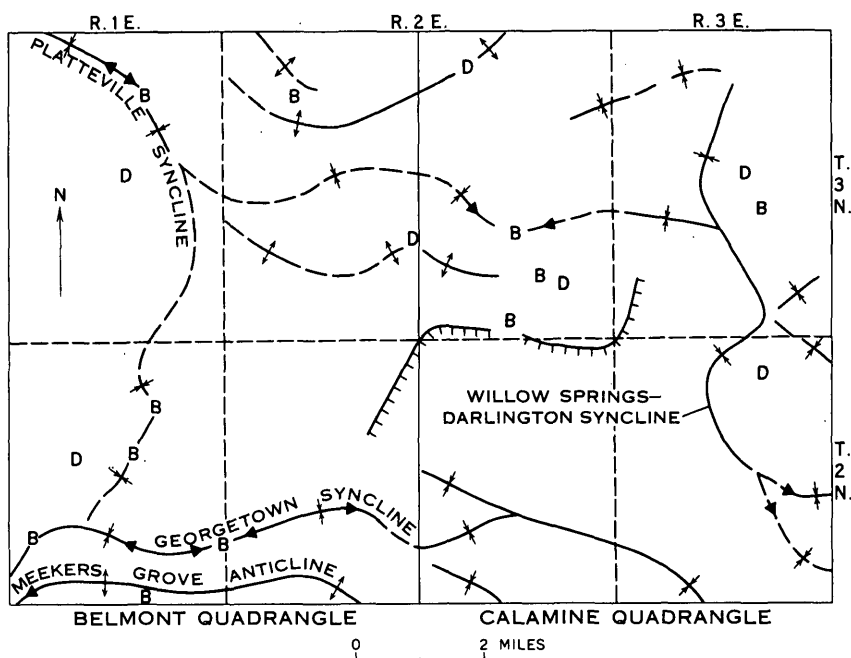 R. 1 E. R. 2 E. R. 3 E.
PLATTEVILLE SYNCLINE
B
D
B
D
D
T. 3 N.
D
B
N
D
B
B D
B
D
WILLOW SPRINGS—
DARLINGTON SYNCLINE
B
B
D
T. 2 N.
GEORGETOWN SYNCLINE
B
B
MEEKERS GROVE ANTICLINE
B
BELMONT QUADRANGLE CALAMINE QUADRANGLE
0 2 MILES